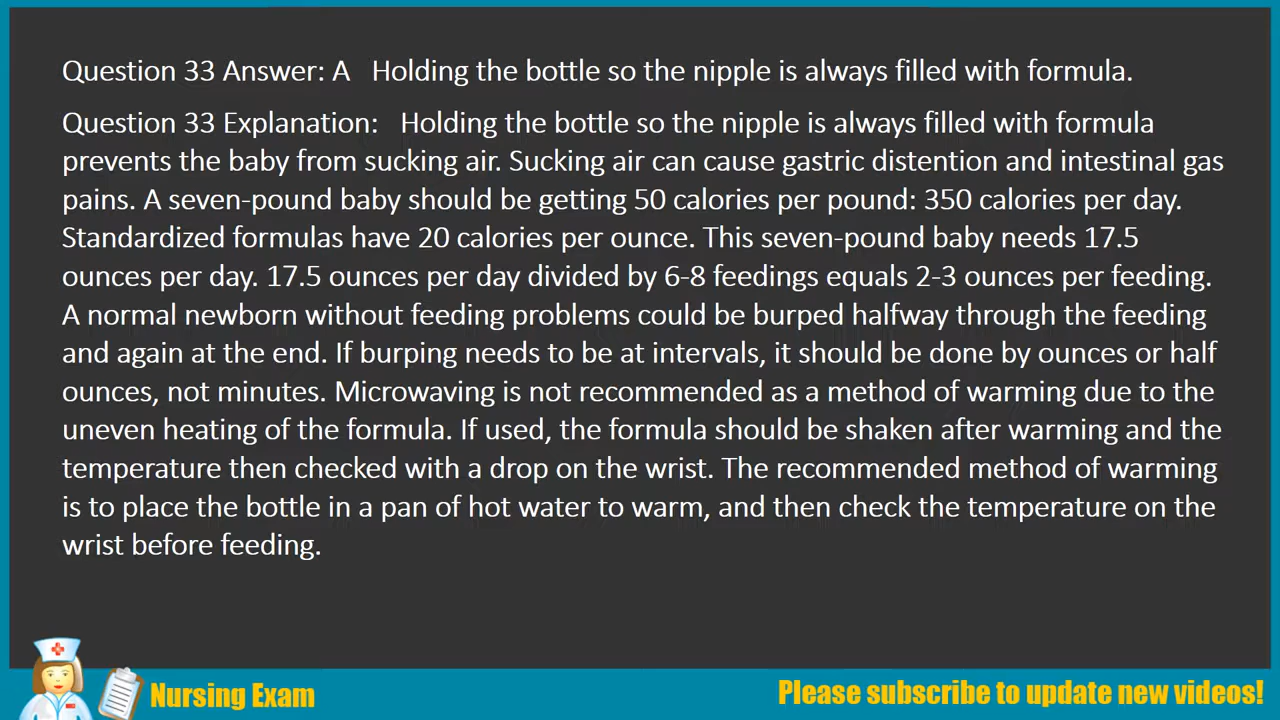 Question 33 Answer: A   Holding the bottle so the nipple is always filled with formula.
Question 33 Explanation:   Holding the bottle so the nipple is always filled with formula
prevents the baby from sucking air. Sucking air can cause gastric distention and intestinal gas
pains. A seven-pound baby should be getting 50 calories per pound: 350 calories per day.
Standardized formulas have 20 calories per ounce. This seven-pound baby needs 17.5
ounces per day. 17.5 ounces per day divided by 6-8 feedings equals 2-3 ounces per feeding.
A normal newborn without feeding problems could be burped halfway through the feeding
and again at the end. If burping needs to be at intervals, it should be done by ounces or half
ounces, not minutes. Microwaving is not recommended as a method of warming due to the
uneven heating of the formula. If used, the formula should be shaken after warming and the
temperature then checked with a drop on the wrist. The recommended method of warming
is to place the bottle in a pan of hot water to warm, and then check the temperature on the
wrist before feeding.
Nursing Exam
Please subscribe to update new videos!